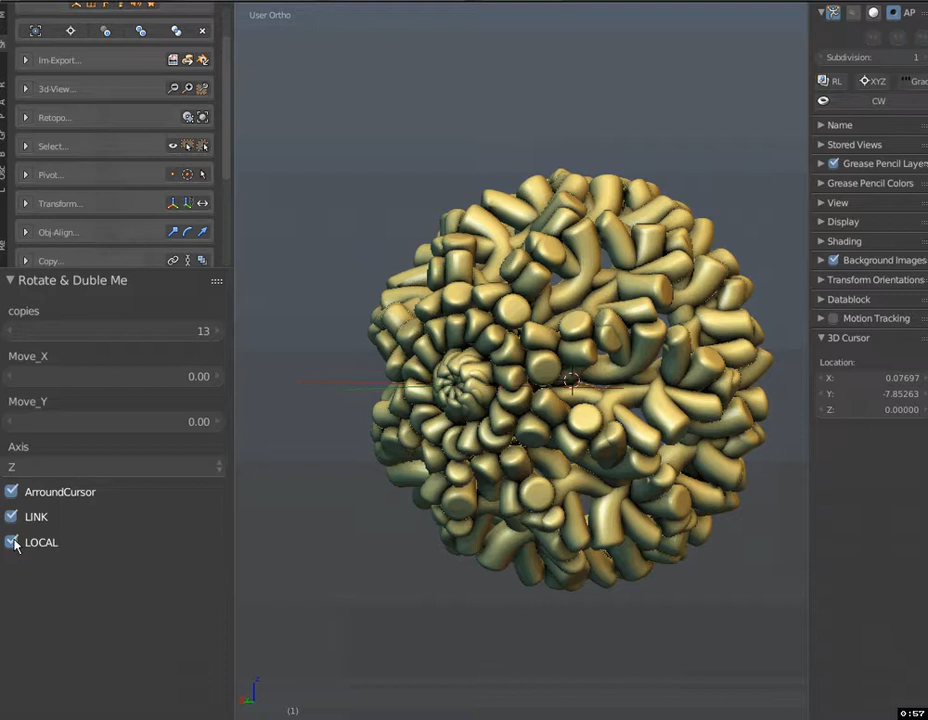 User Ortho
AP
Im-Export...
Subdivision: 1
3d-View...
RL XYZ
CW
Retopo...
Name
Select...
Stored Views
Grease Pencil Layer
Pivot...
Grease Pencil Colors
Transform...
View
Display
Obj-Align...
Shading
Copy...
Background Images
Rotate & Duble Me
Transform Orientations
Datablock
copies
Motion Tracking
13
3D Cursor
Move_X
Location:
0.00
X: 0.07697
Y: -7.85263
Move_Y
Z: 0.00000
0.00
Axis
Z
ArroundCursor
LINK
LOCAL
(1)
0:57